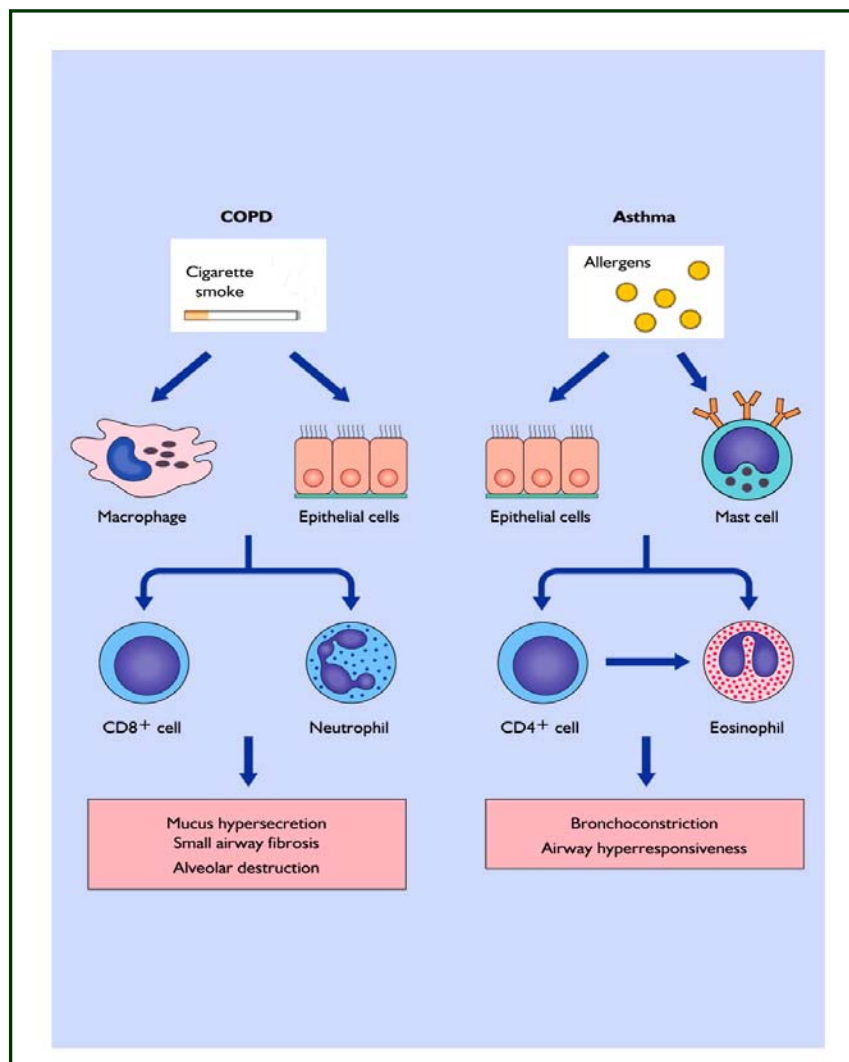 COPD
Cigarette
smoke
Macrophage
Epithelial cells
CD8+ cell
Neutrophil
Mucus hypersecretion
Small airway fibrosis
Alveolar destruction
Asthma
Allergens
Epithelial cells
Mast cell
CD4+ cell
Eosinophil
Bronchoconstriction
Airway hyperresponsiveness